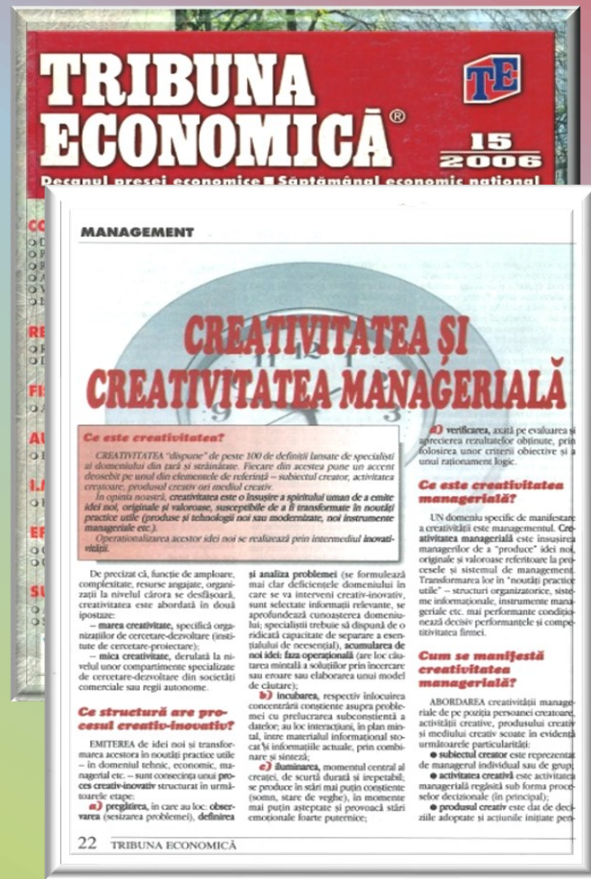 TRIBUNA
ECONOMICĂ®
TE
15
2006
Decanul presei economice ■ Săptămânal economic național
MANAGEMENT
CREATIVITATEA ȘI
CREATIVITATEA MANAGERIALĂ
Ce este creativitatea?
CREATIVITATEA "dispune" de peste 100 de definiții lansate de specialiști
ai domeniului din țară și străinătate. Fiecare din acestea pune un accent
deosebit pe unul din elementele de referință – subiectul creator, activitatea
creatoare, produsul creativ ori mediul creativ.
În opinia noastră, creativitatea este o însușire a spiritului uman de a emite
idei noi, originale și valoroase, susceptibile de a fi transformate în noutăți
practice utile (produse și tehnologii noi sau modernizate, noi instrumente
manageriale etc.).
Operaționalizarea acestor idei noi se realizează prin intermediul inovati-
vității.
De precizat că, funcție de amploare,
complexitate, resurse angajate, organi-
zații la nivelul cărora se desfășoară,
creativitatea este abordată în două
ipostaze:
– marea creativitate, specifică orga-
nizațiilor de cercetare-dezvoltare (insti-
tute de cercetare-proiectare);
– mica creativitate, derulată la ni-
velul unor compartimente specializate
de cercetare-dezvoltare din societăți
comerciale sau regii autonome.
Ce structură are pro-
cesul creativ-inovativ?
EMITEREA de idei noi și transfor-
marea acestora în noutăți practice utile
– în domeniul tehnic, economic, ma-
nagerial etc. – sunt consecința unui pro-
ces creativ-inovativ structurat în urmă-
toarele etape:
a) pregătirea, în care au loc: obser-
varea (sesizarea problemei), definirea
și analiza problemei (se formulează
mai clar deficiențele domeniului în
care se va interveni creativ-inovativ,
sunt selectate informații relevante, se
aprofundează cunoașterea domeniu-
lui; specialiștii trebuie să dispună de o
ridicată capacitate de separare a esen-
țialului de neesențial), acumularea de
noi idei; faza operațională (are loc cău-
tarea mintală a soluțiilor prin încercare
sau eroare sau elaborarea unui model
de căutare);
b) incubarea, respectiv înlocuirea
concentrării conștiente asupra proble-
mei cu prelucrarea subconștientă a
datelor; au loc interacțiuni, în plan min-
tal, între materialul informațional sto-
cat și informațiile actuale, prin combi-
nare și sinteză;
c) iluminarea, momentul central al
creației, de scurtă durată și irepetabil;
se produce în stări mai puțin conștiente
(somn, stare de veghe), în momente
mai puțin așteptate și provoacă stări
emoționale foarte puternice;
d) verificarea, axată pe evaluarea și
aprecierea rezultatelor obținute, prin
folosirea unor criterii obiective și a
unui raționament logic.
Ce este creativitatea
managerială?
UN domeniu specific de manifestare
a creativității este managementul. Cre-
ativitatea managerială este însușirea
managerilor de a "produce" idei noi,
originale și valoroase referitoare la pro-
cesele și sistemul de management.
Transformarea lor în "noutăți practice
utile" – structuri organizatorice, siste-
me informaționale, instrumente mana-
geriale etc. mai performante condițio-
nează decisiv performanțele și compe-
titivitatea firmei.
Cum se manifestă
creativitatea
managerială?
ABORDAREA creativității manage-
riale de pe poziția persoanei creatoare,
activității creative, produsului creativ
și mediului creativ scoate în evidență
următoarele particularități:
● subiectul creator este reprezentat
de managerul individual sau de grup;
● activitatea creativă este activitatea
managerială regăsită sub forma proce-
selor decizionale (în principal);
● produsul creativ este dat de deci-
ziile adoptate și acțiunile inițiate pen-
22 TRIBUNA ECONOMICĂ